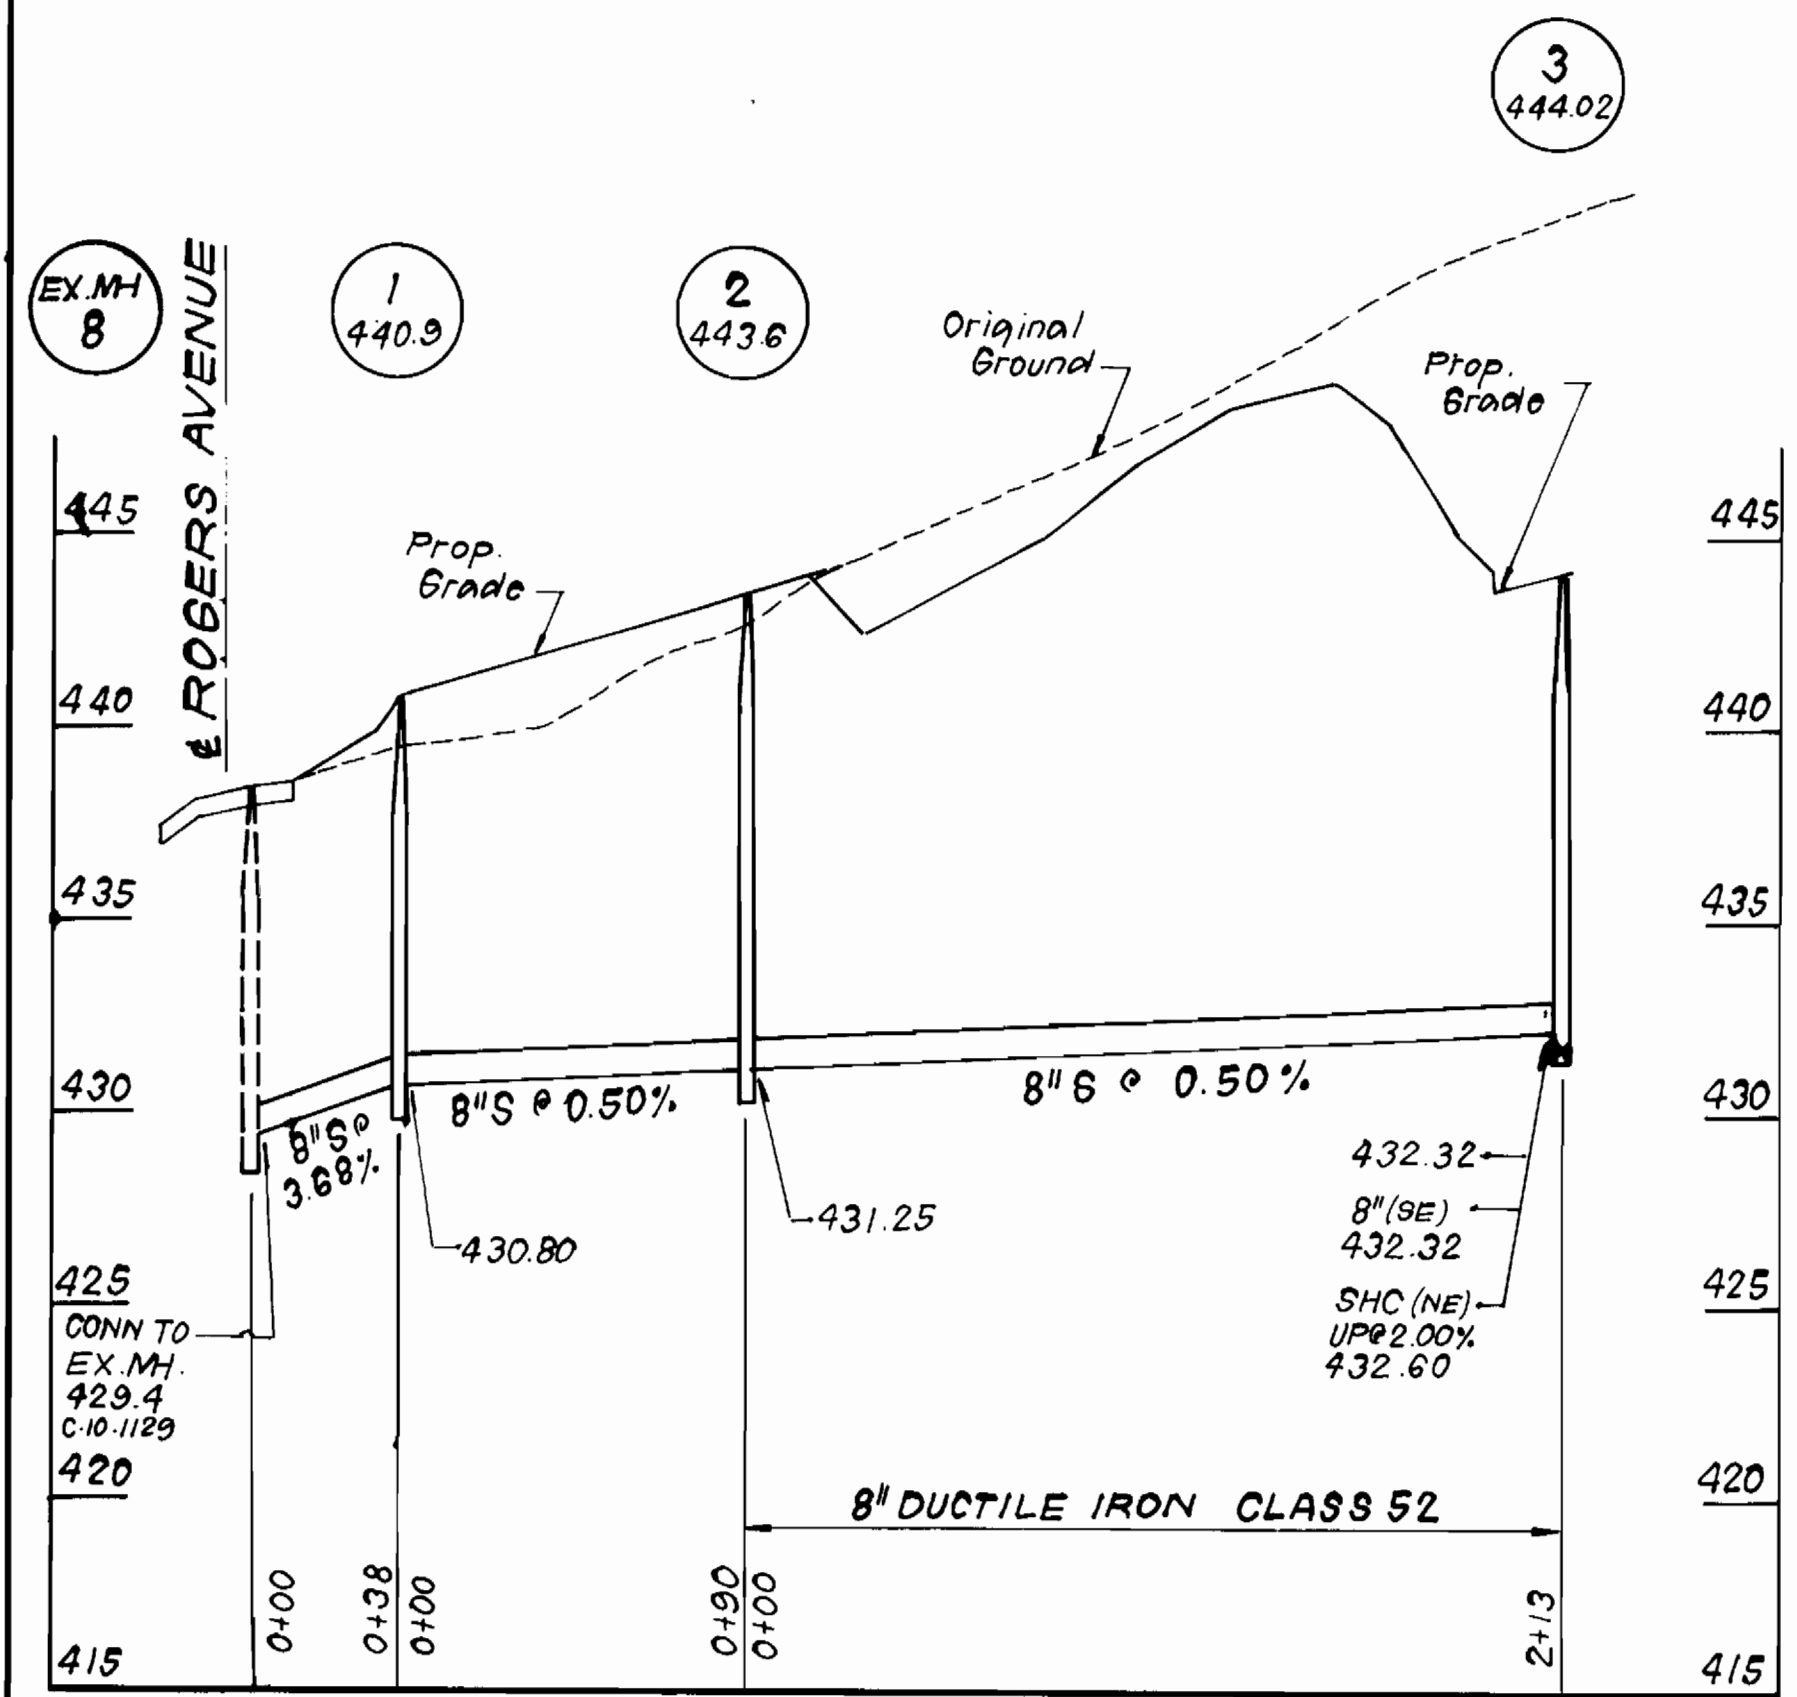 3
444.02
EX.MH
8
℄ ROGERS AVENUE
1
440.9
2
443.6
Original
Ground
Prop.
Grade
Prop.
Grade
445
440
435
430
425
420
415
445
440
435
430
425
420
415
8"S @
3.68%
8"S @ 0.50%
8"S @ 0.50%
430.80
431.25
432.32
8"(SE)
432.32
SHC (NE)
UP@2.00%
432.60
CONN TO
EX.MH.
429.4
C-10-1129
8" DUCTILE IRON CLASS 52
0+00
0+38
0+00
0+90
0+00
2+13